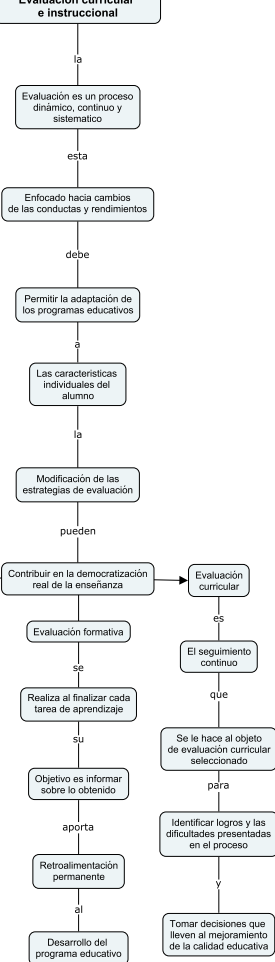 Evaluación curricular
e instruccional
la
Evaluación es un proceso
dinámico, continuo y
sistematico
esta
Enfocado hacia cambios
de las conductas y rendimientos
debe
Permitir la adaptación de
los programas educativos
a
Las caracteristicas
individuales del
alumno
la
Modificación de las
estrategias de evaluación
pueden
Contribuir en la democratización
real de la enseñanza
Evaluación formativa
se
Realiza al finalizar cada
tarea de aprendizaje
su
Objetivo es informar
sobre lo obtenido
aporta
Retroalimentación
permanente
al
Desarrollo del
programa educativo
Evaluación
curricular
es
El seguimiento
continuo
que
Se le hace al objeto
de evaluación curricular
seleccionado
para
Identificar logros y las
dificultades presentadas
en el proceso
y
Tomar decisiones que
lleven al mejoramiento
de la calidad educativa